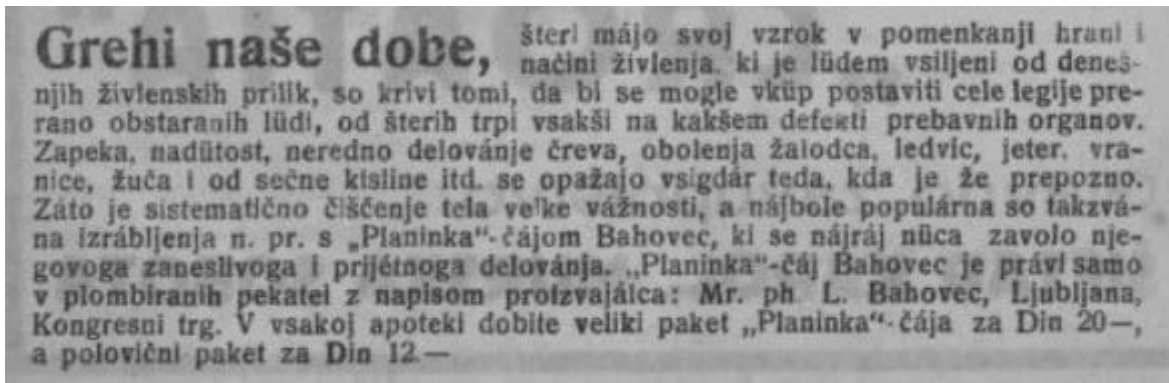 Grehi naše dobe, šteri májo svoj vzrok v pomenkanji hrani i
načini živlenja, ki je lüdem vsiljeni od denes-
njih živlenskih prilik, so krivi tomi, da bi se mogle vküp postaviti cele legije pre-
rano obstaranih lüdi, od šterih trpi vsakši na kakšem defekti prebavnih organov.
Zapeka, nadütost, neredno delovánje čreva, obolenja žalodca, ledvic, jeter, vra-
nice, žuča i od sečne kisline itd. se opažajo vsigdár teda, kda je že prepozno.
Záto je sistematično čiščenje tela velke vážnosti, a nájbole populárna so takzvá-
na izrábljenja n. pr. s „Planinka“-čájom Bahovec, ki se nájráj nüca zavolo nje-
govoga zaneslivoga i prijétnoga delovánja. „Planinka“-čáj Bahovec je právi samo
v plombiranih pekatei z napisom proizvajálca: Mr. ph. L. Bahovec, Ljubljana,
Kongresni trg. V vsakoj apoteki dobite veliki paket „Planinka“-čája za Din 20—,
a polovični paket za Din 12.—